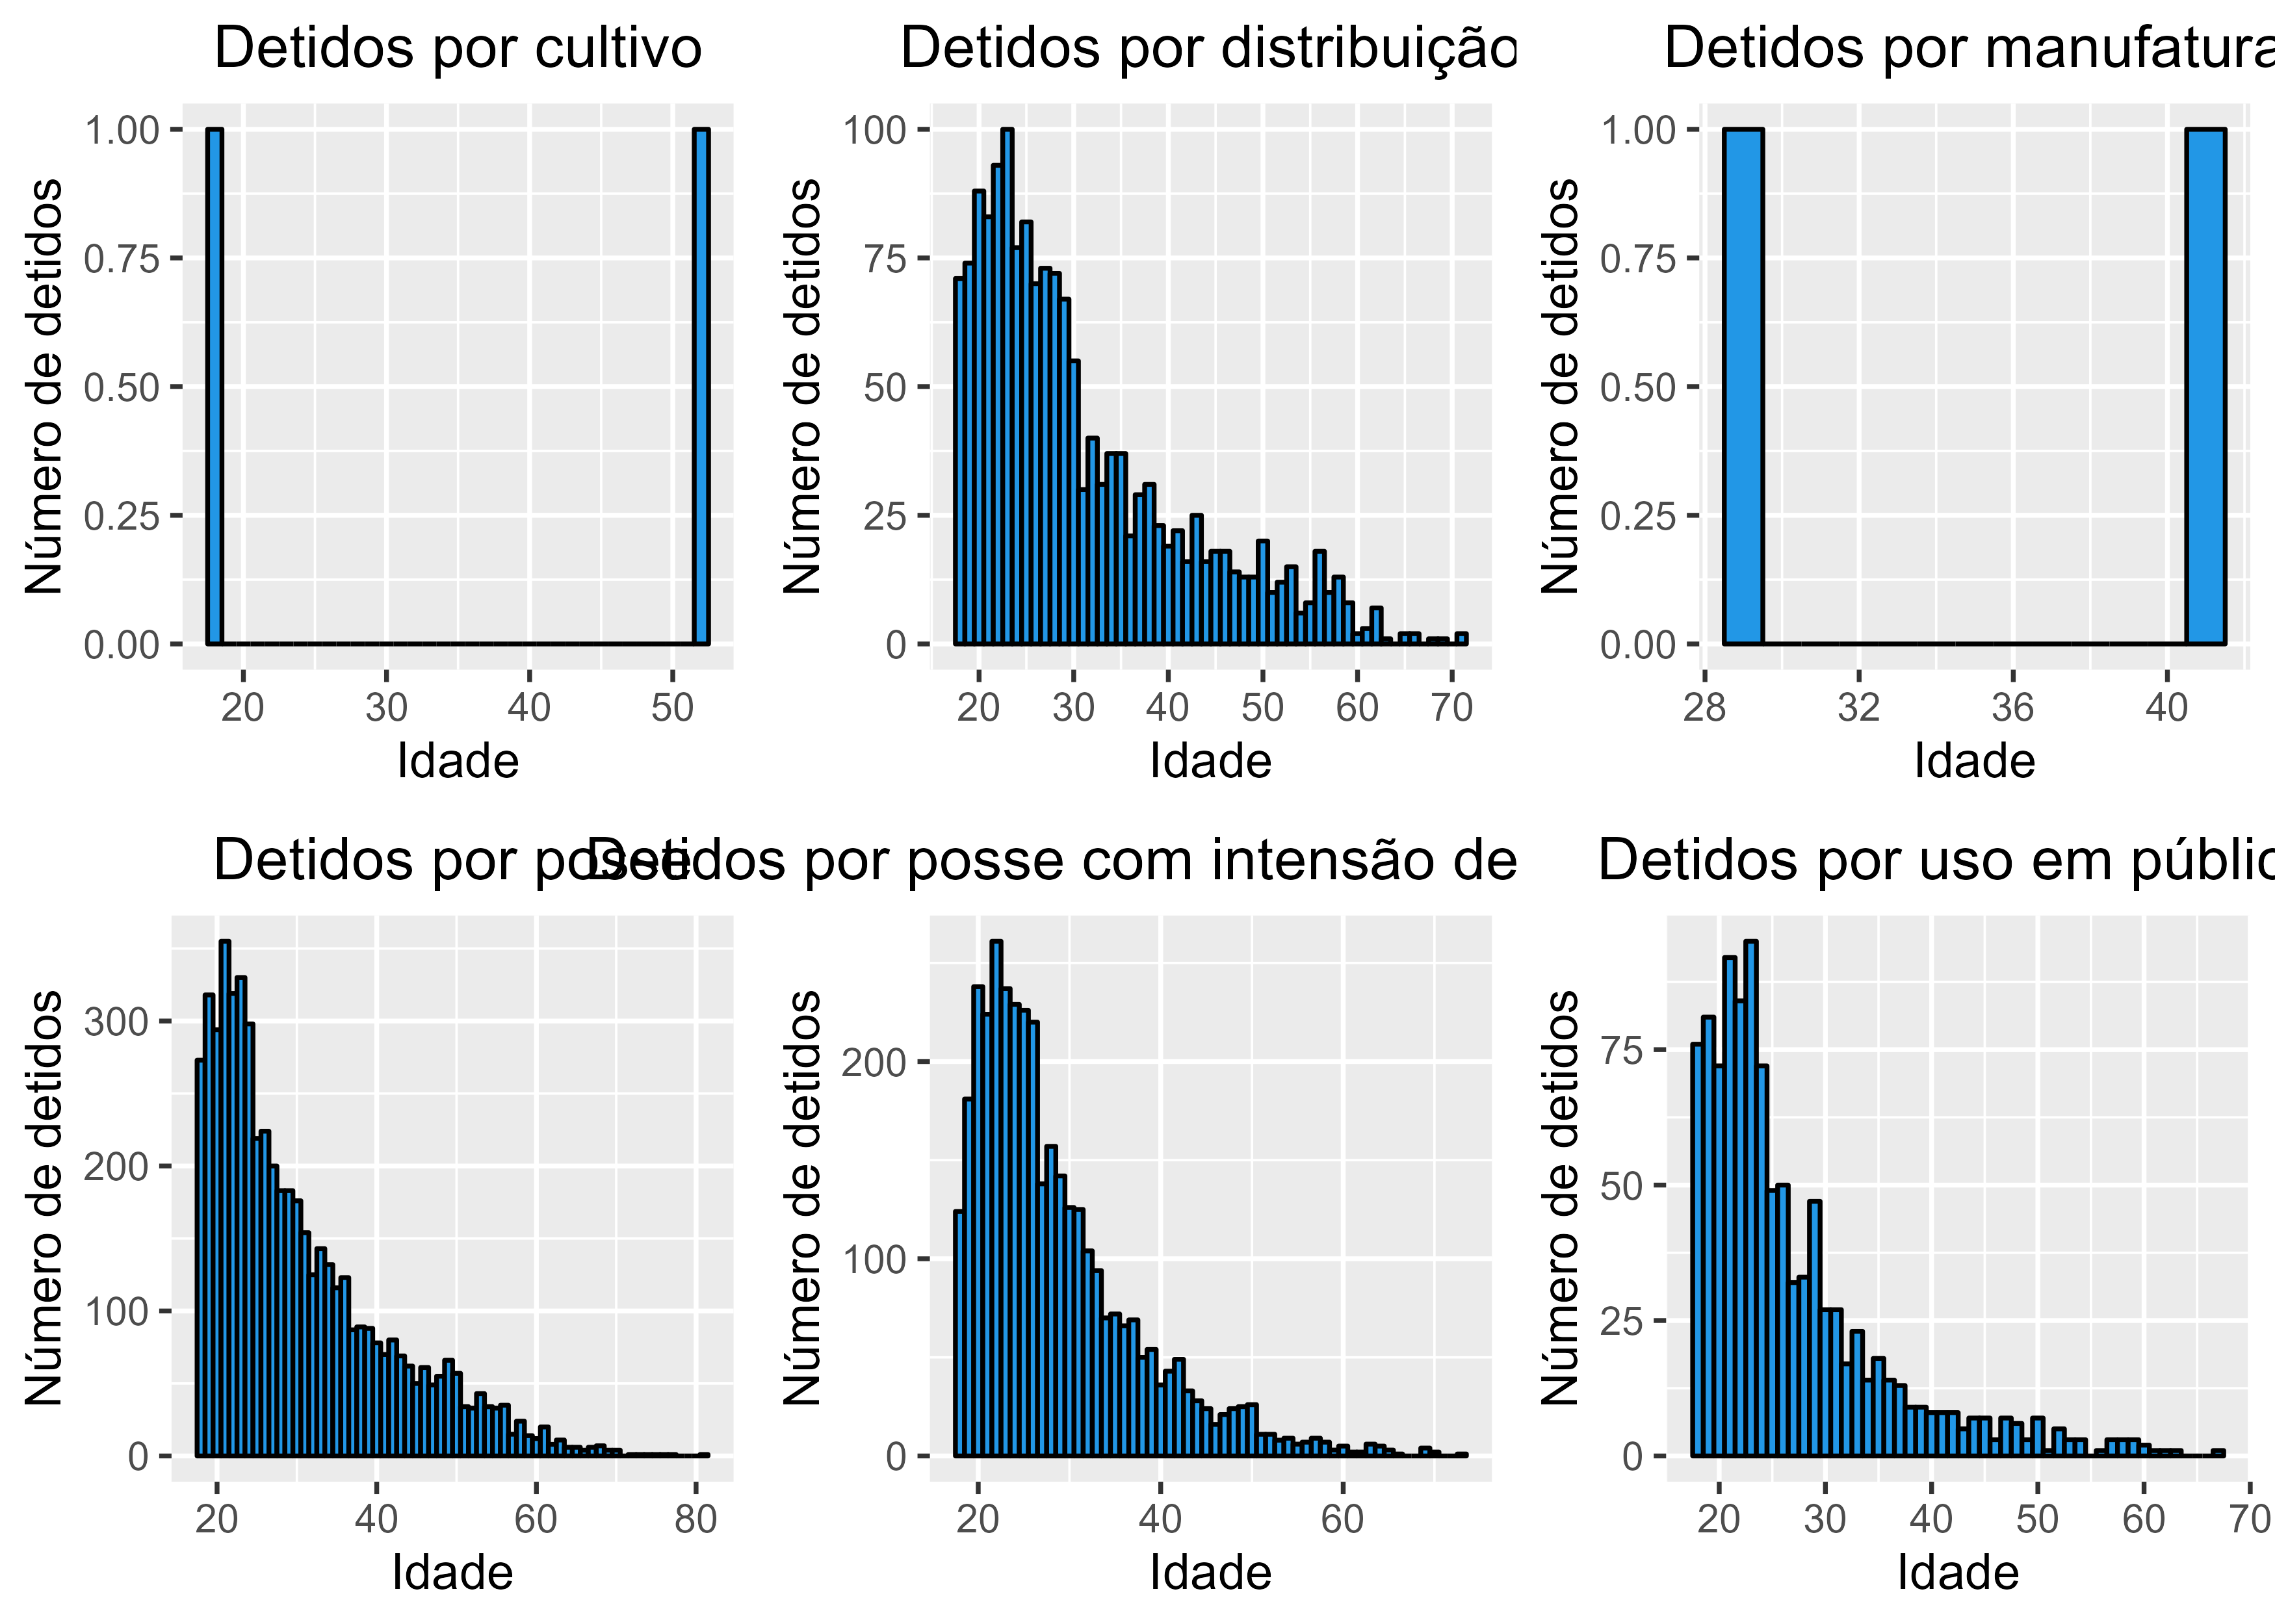 Detidos por cultivo
Número de detidos
1.00
0.75
0.50
0.25
0.00
20 30 40 50
Idade
Detidos por distribuição
Número de detidos
100
75
50
25
0
20 30 40 50 60 70
Idade
Detidos por manufatura
Número de detidos
1.00
0.75
0.50
0.25
0.00
28 32 36 40
Idade
Detidos por posse
Número de detidos
300
200
100
0
20 40 60 80
Idade
Detidos por posse com intensão de
Número de detidos
200
100
0
20 40 60
Idade
Detidos por uso em públic
Número de detidos
75
50
25
0
20 30 40 50 60 70
Idade